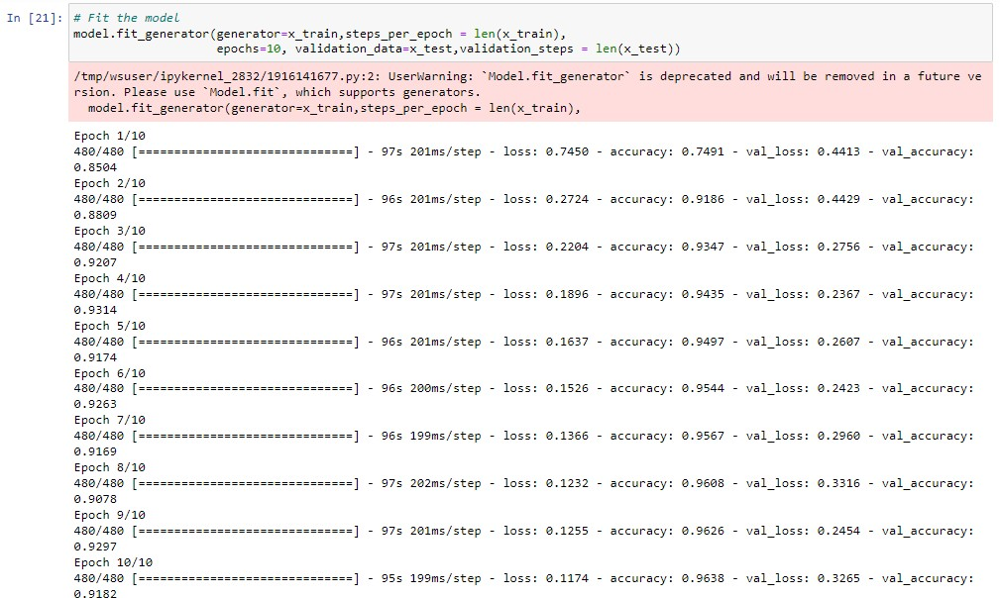 In [21]: # Fit the model
model.fit_generator(generator=x_train,steps_per_epoch = len(x_train),
epochs=10, validation_data=x_test,validation_steps = len(x_test))
/tmp/wsuser/ipykernel_2832/1916141677.py:2: UserWarning: `Model.fit_generator` is deprecated and will be removed in a future ve
rsion. Please use `Model.fit`, which supports generators.
model.fit_generator(generator=x_train,steps_per_epoch = len(x_train),
Epoch 1/10
480/480 [==============================] - 97s 201ms/step - loss: 0.7450 - accuracy: 0.7491 - val_loss: 0.4413 - val_accuracy:
0.8504
Epoch 2/10
480/480 [==============================] - 96s 201ms/step - loss: 0.2724 - accuracy: 0.9186 - val_loss: 0.4429 - val_accuracy:
0.8809
Epoch 3/10
480/480 [==============================] - 97s 201ms/step - loss: 0.2204 - accuracy: 0.9347 - val_loss: 0.2756 - val_accuracy:
0.9207
Epoch 4/10
480/480 [==============================] - 97s 201ms/step - loss: 0.1896 - accuracy: 0.9435 - val_loss: 0.2367 - val_accuracy:
0.9314
Epoch 5/10
480/480 [==============================] - 96s 201ms/step - loss: 0.1637 - accuracy: 0.9497 - val_loss: 0.2607 - val_accuracy:
0.9174
Epoch 6/10
480/480 [==============================] - 96s 200ms/step - loss: 0.1526 - accuracy: 0.9544 - val_loss: 0.2423 - val_accuracy:
0.9263
Epoch 7/10
480/480 [==============================] - 96s 199ms/step - loss: 0.1366 - accuracy: 0.9567 - val_loss: 0.2960 - val_accuracy:
0.9169
Epoch 8/10
480/480 [==============================] - 97s 202ms/step - loss: 0.1232 - accuracy: 0.9608 - val_loss: 0.3316 - val_accuracy:
0.9078
Epoch 9/10
480/480 [==============================] - 97s 201ms/step - loss: 0.1255 - accuracy: 0.9626 - val_loss: 0.2454 - val_accuracy:
0.9297
Epoch 10/10
480/480 [==============================] - 95s 199ms/step - loss: 0.1174 - accuracy: 0.9638 - val_loss: 0.3265 - val_accuracy:
0.9182